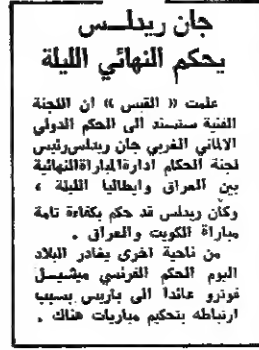 جان ريدلـــس
يحكم النهائي الليلة
علمت « القبس » ان اللجنة
الفنية ستسند الى الحكم الدولي
الالماني الغربي جان ريدلس رئيس
لجنة الحكام ادارة المباراة النهائية
بين العراق وايطاليا الليلة ،
وكان ريدلس قد حكم بكفاءة تامة
مباراة الكويت والعراق .
من ناحية اخرى يغادر البلاد
اليوم الحكم الفرنسي ميشيـــل
فوترو عائدا الى باريس بسبب
ارتباطه بتحكيم مباريات هناك .